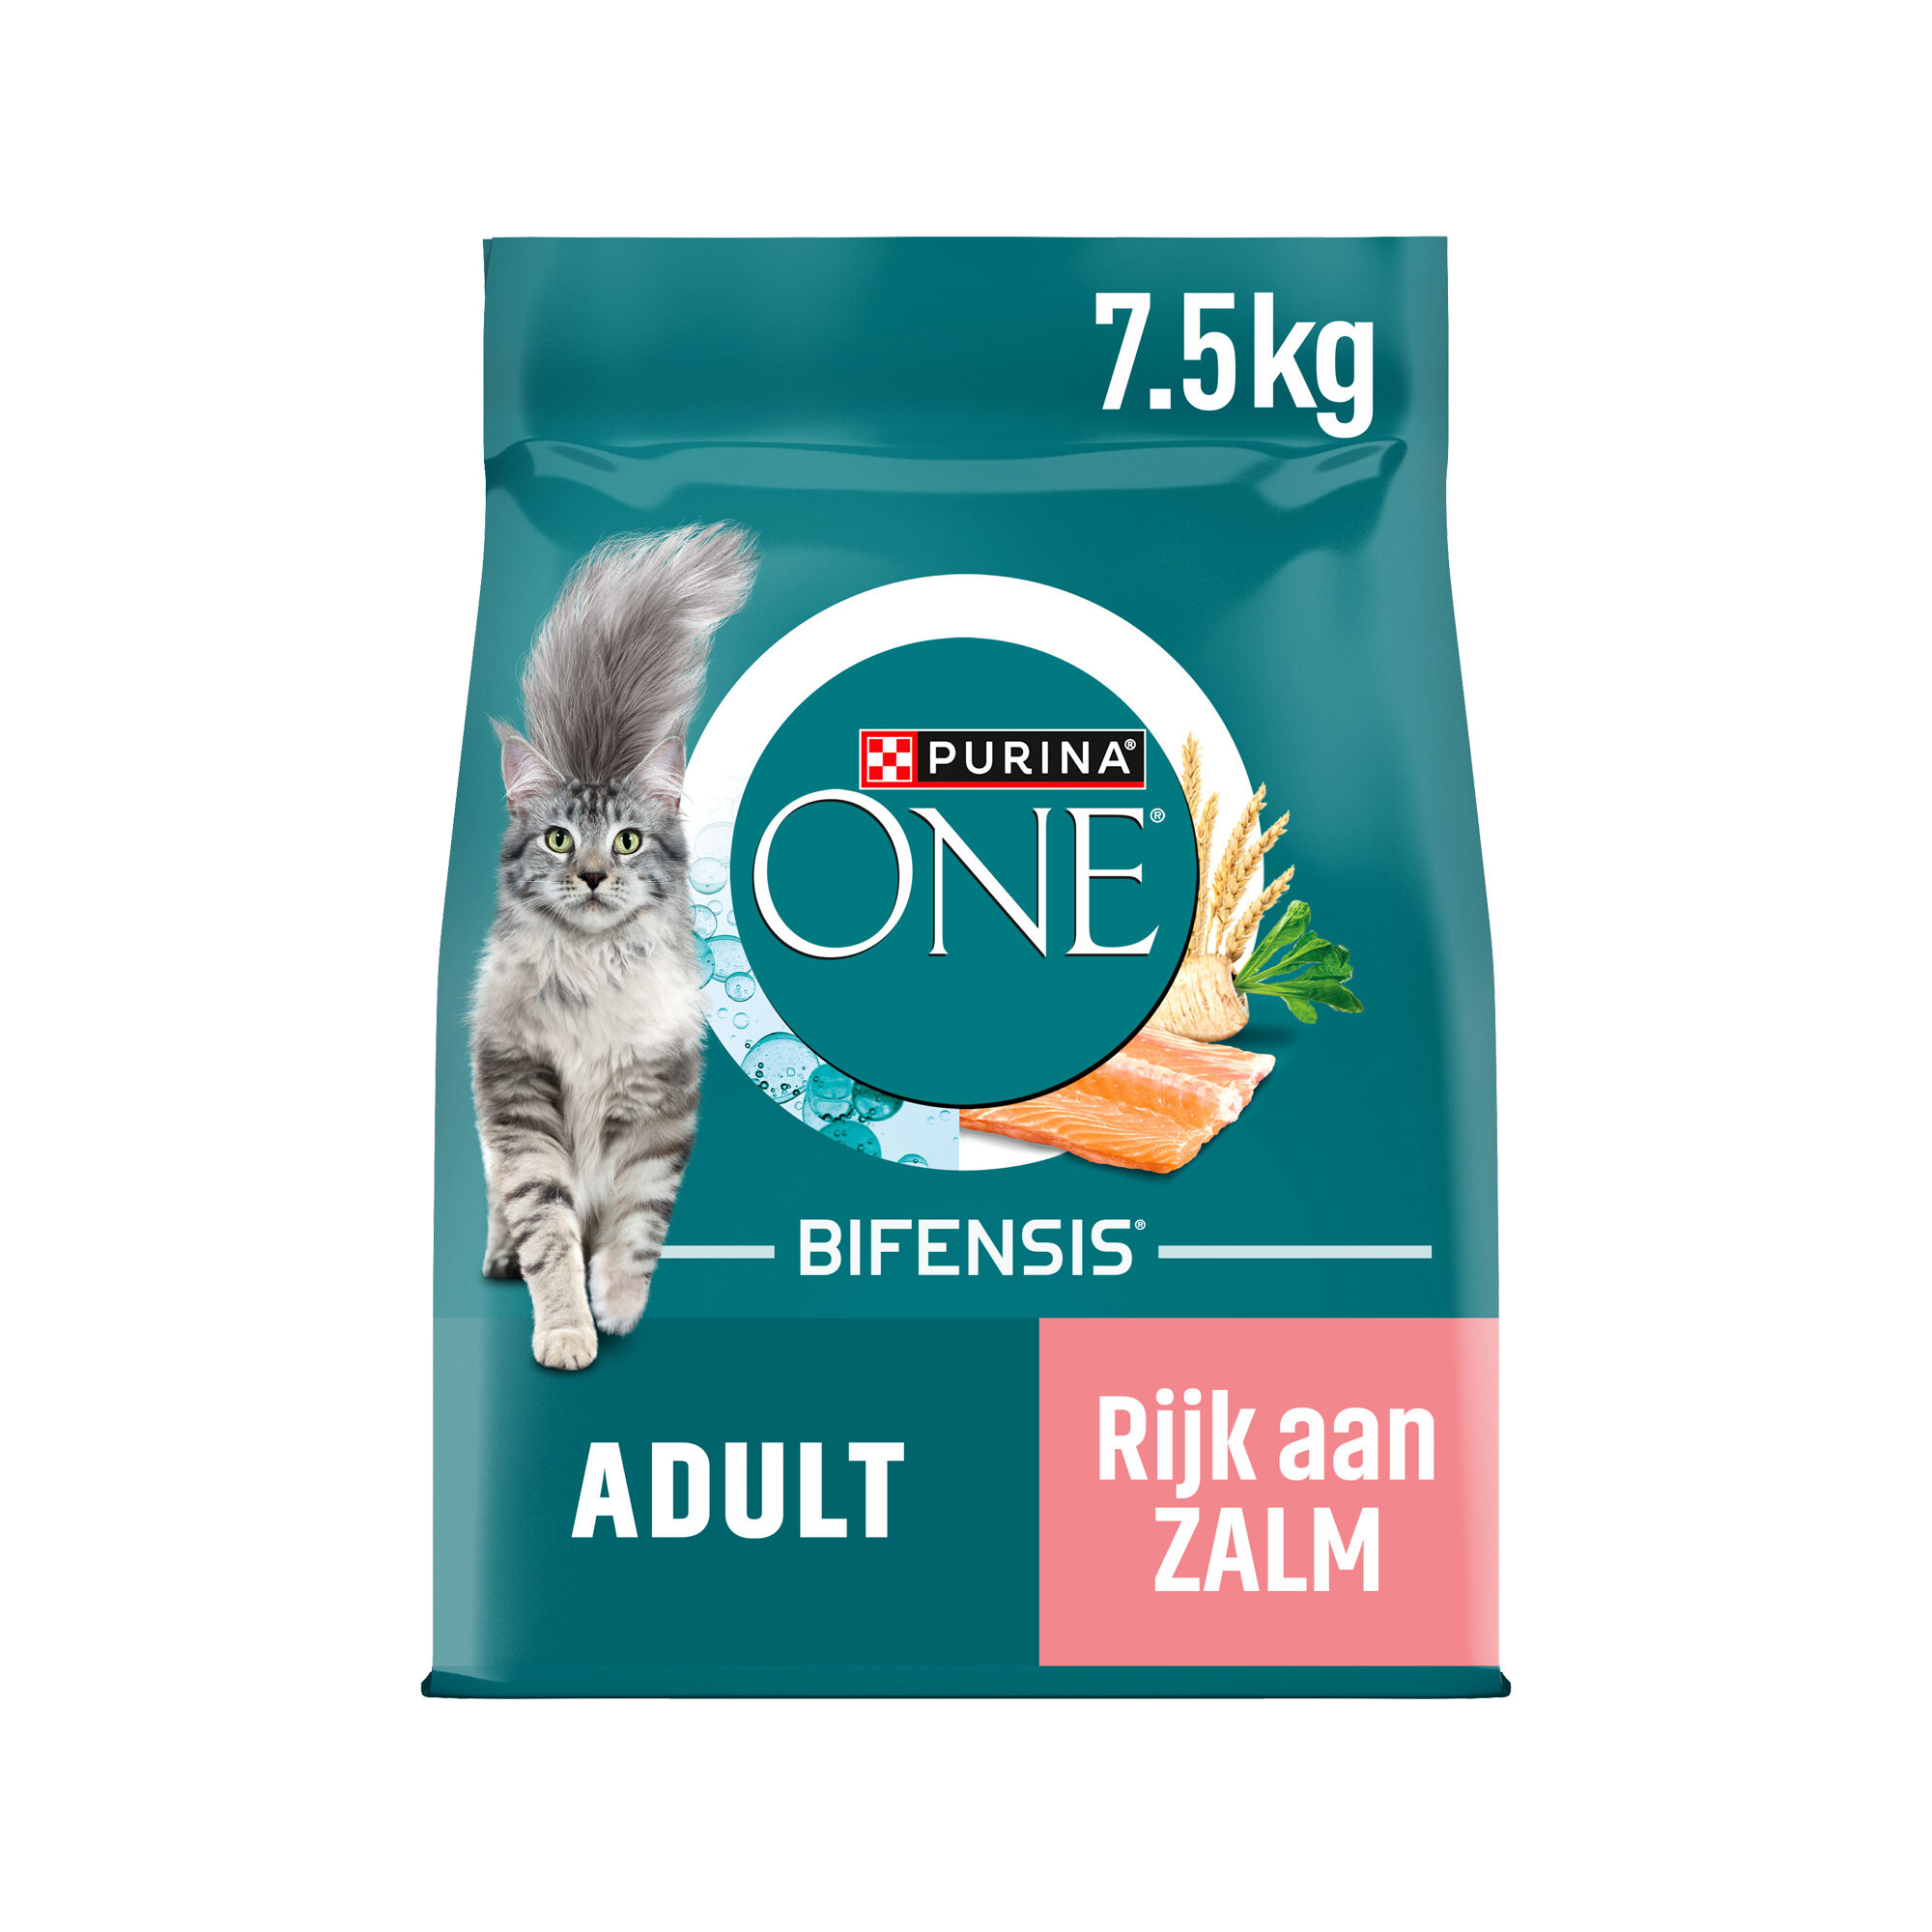 7.5kg
PURINA®
ONE®
BIFENSIS®
ADULT
Rijk aan
ZALM